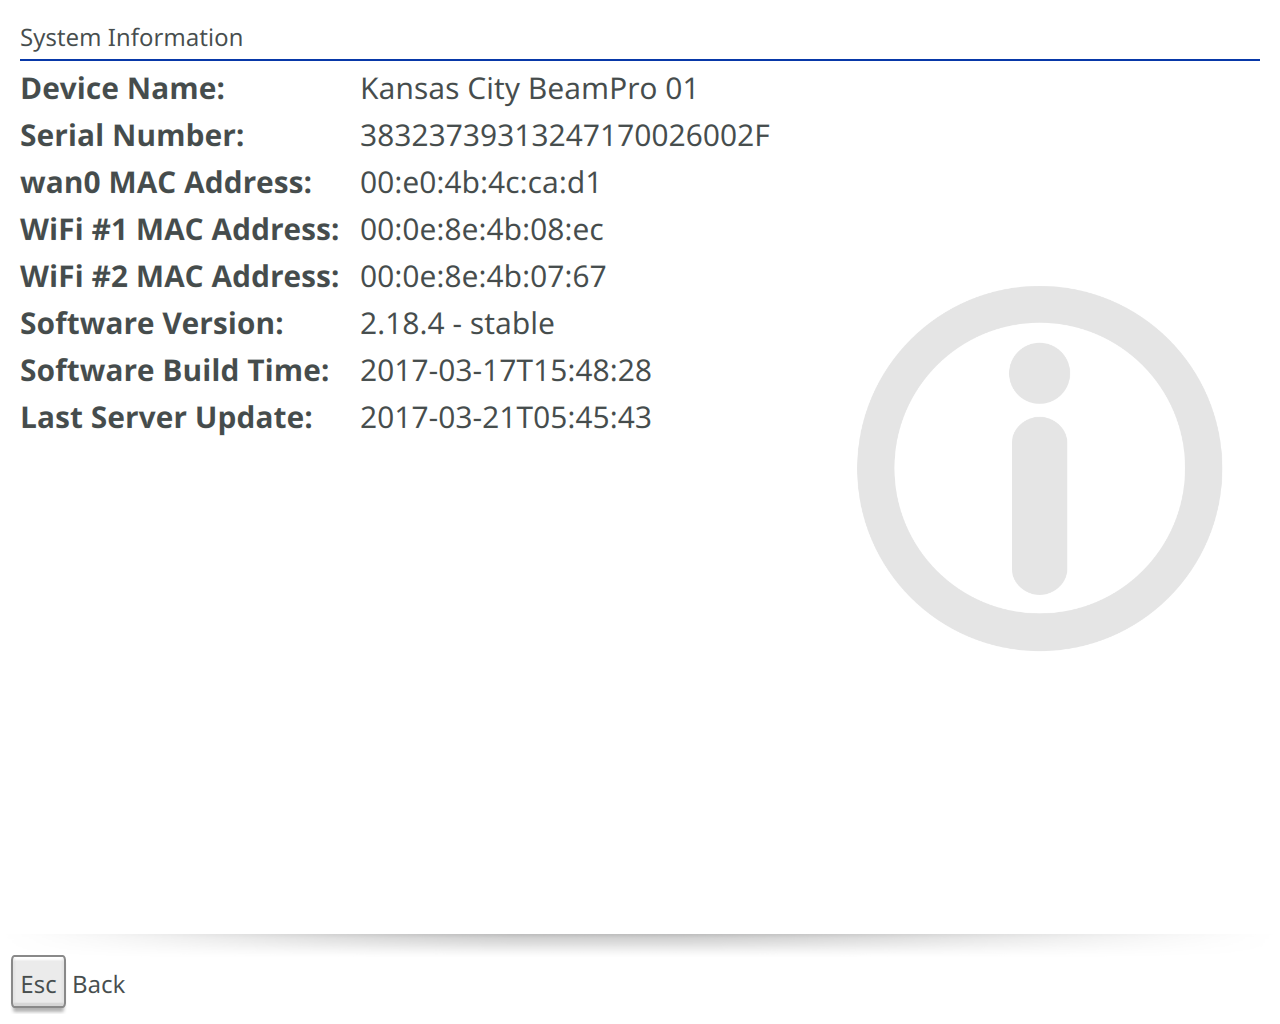 System Information
Device Name: Kansas City BeamPro 01
Serial Number: 38323739313247170026002F
wan0 MAC Address: 00:e0:4b:4c:ca:d1
WiFi #1 MAC Address: 00:0e:8e:4b:08:ec
WiFi #2 MAC Address: 00:0e:8e:4b:07:67
Software Version: 2.18.4 - stable
Software Build Time: 2017-03-17T15:48:28
Last Server Update: 2017-03-21T05:45:43
Esc Back